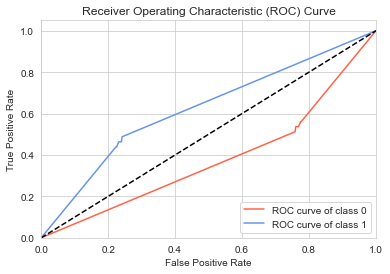 Receiver Operating Characteristic (ROC) Curve
True Positive Rate
1.0
0.8
0.6
0.4
0.2
0.0
0.0 0.2 0.4 0.6 0.8 1.0
False Positive Rate
ROC curve of class 0
ROC curve of class 1